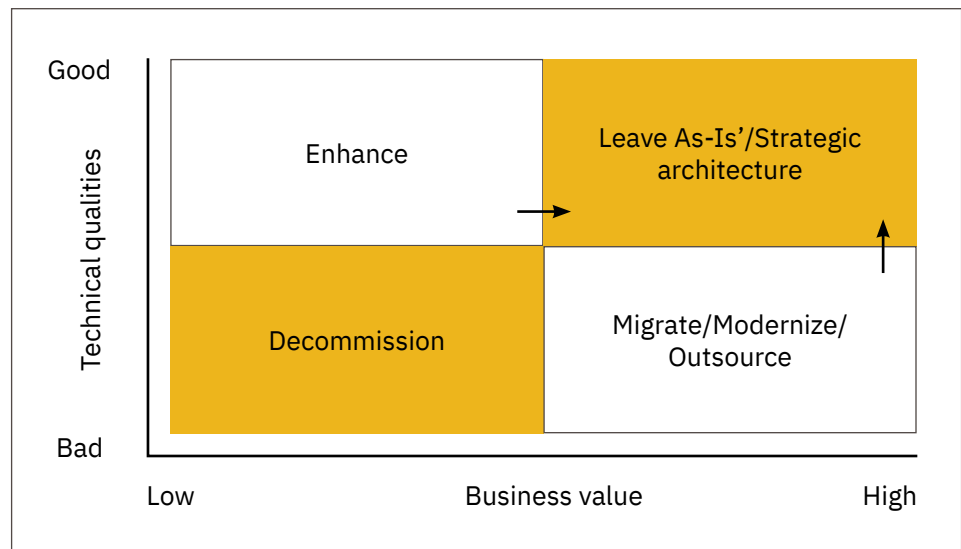 Good
Enhance
Leave As-Is’/Strategic
architecture
Technical qualities
Decommission
Migrate/Modernize/
Outsource
Bad
Low
Business value
High